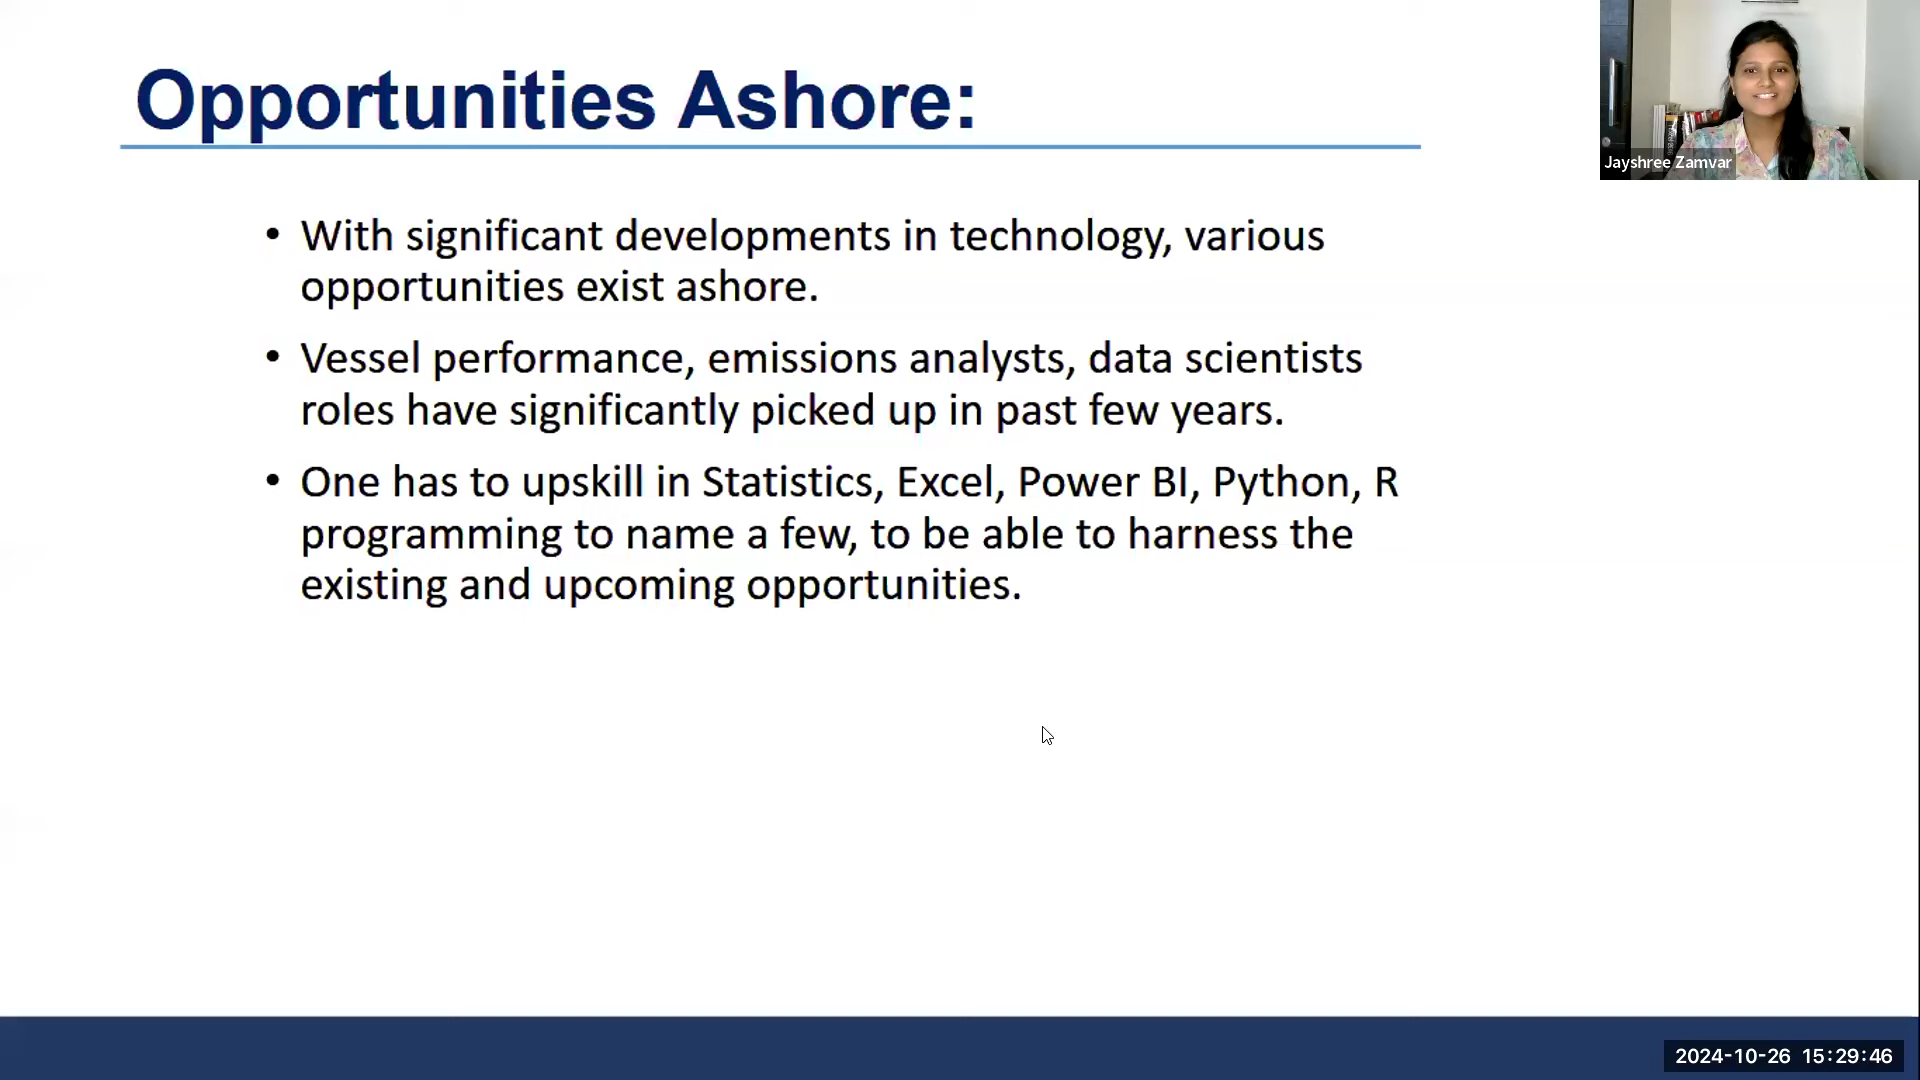 Opportunities Ashore:
Jayshree Zamvar
• With significant developments in technology, various
opportunities exist ashore.
• Vessel performance, emissions analysts, data scientists
roles have significantly picked up in past few years.
• One has to upskill in Statistics, Excel, Power BI, Python, R
programming to name a few, to be able to harness the
existing and upcoming opportunities.
2024-10-26 15:29:46